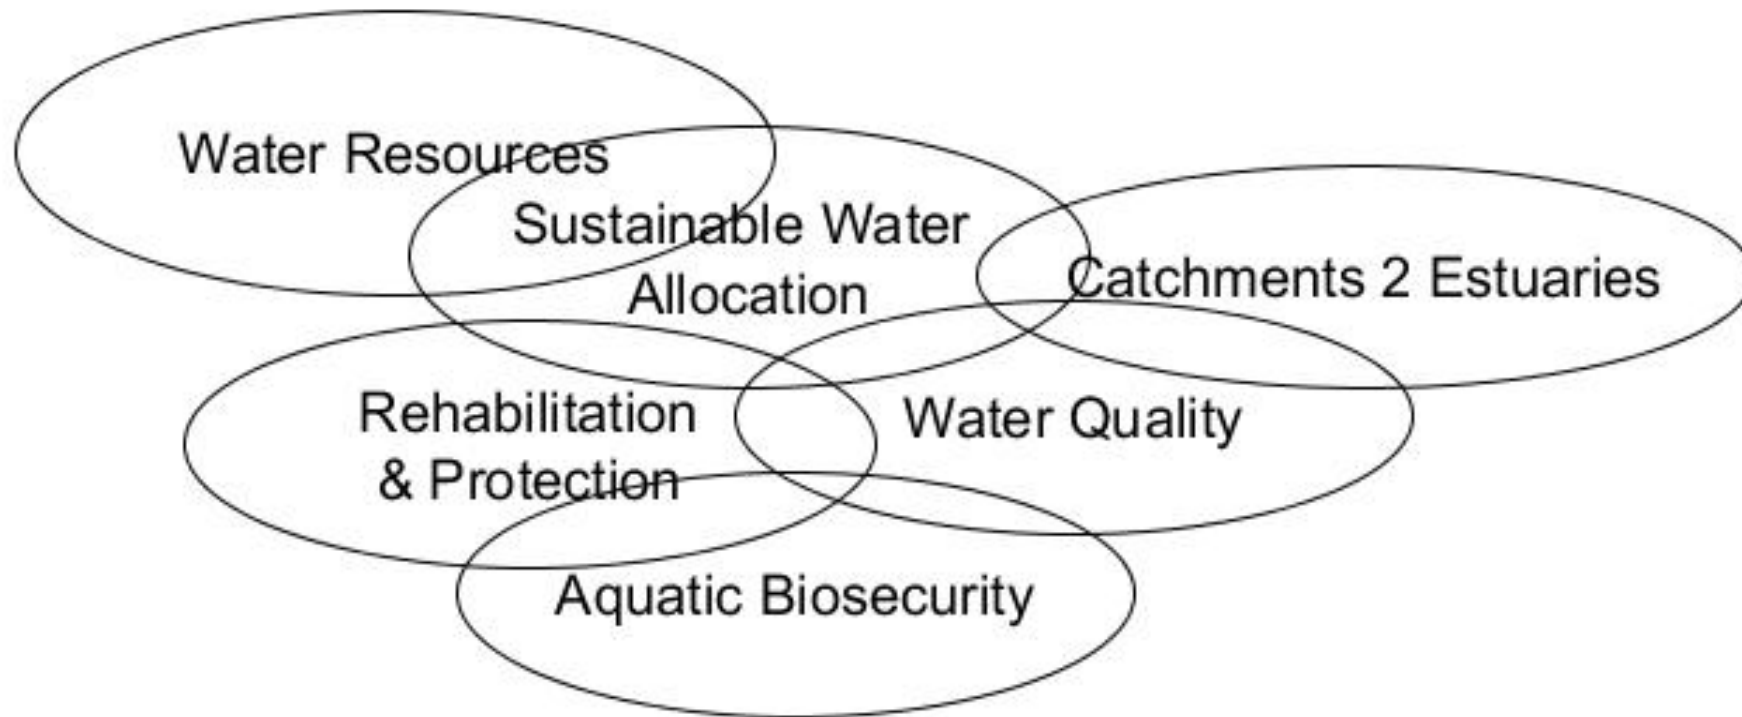 Water Resources
Sustainable Water
Allocation
Catchments 2 Estuaries
Rehabilitation
& Protection
Water Quality
Aquatic Biosecurity